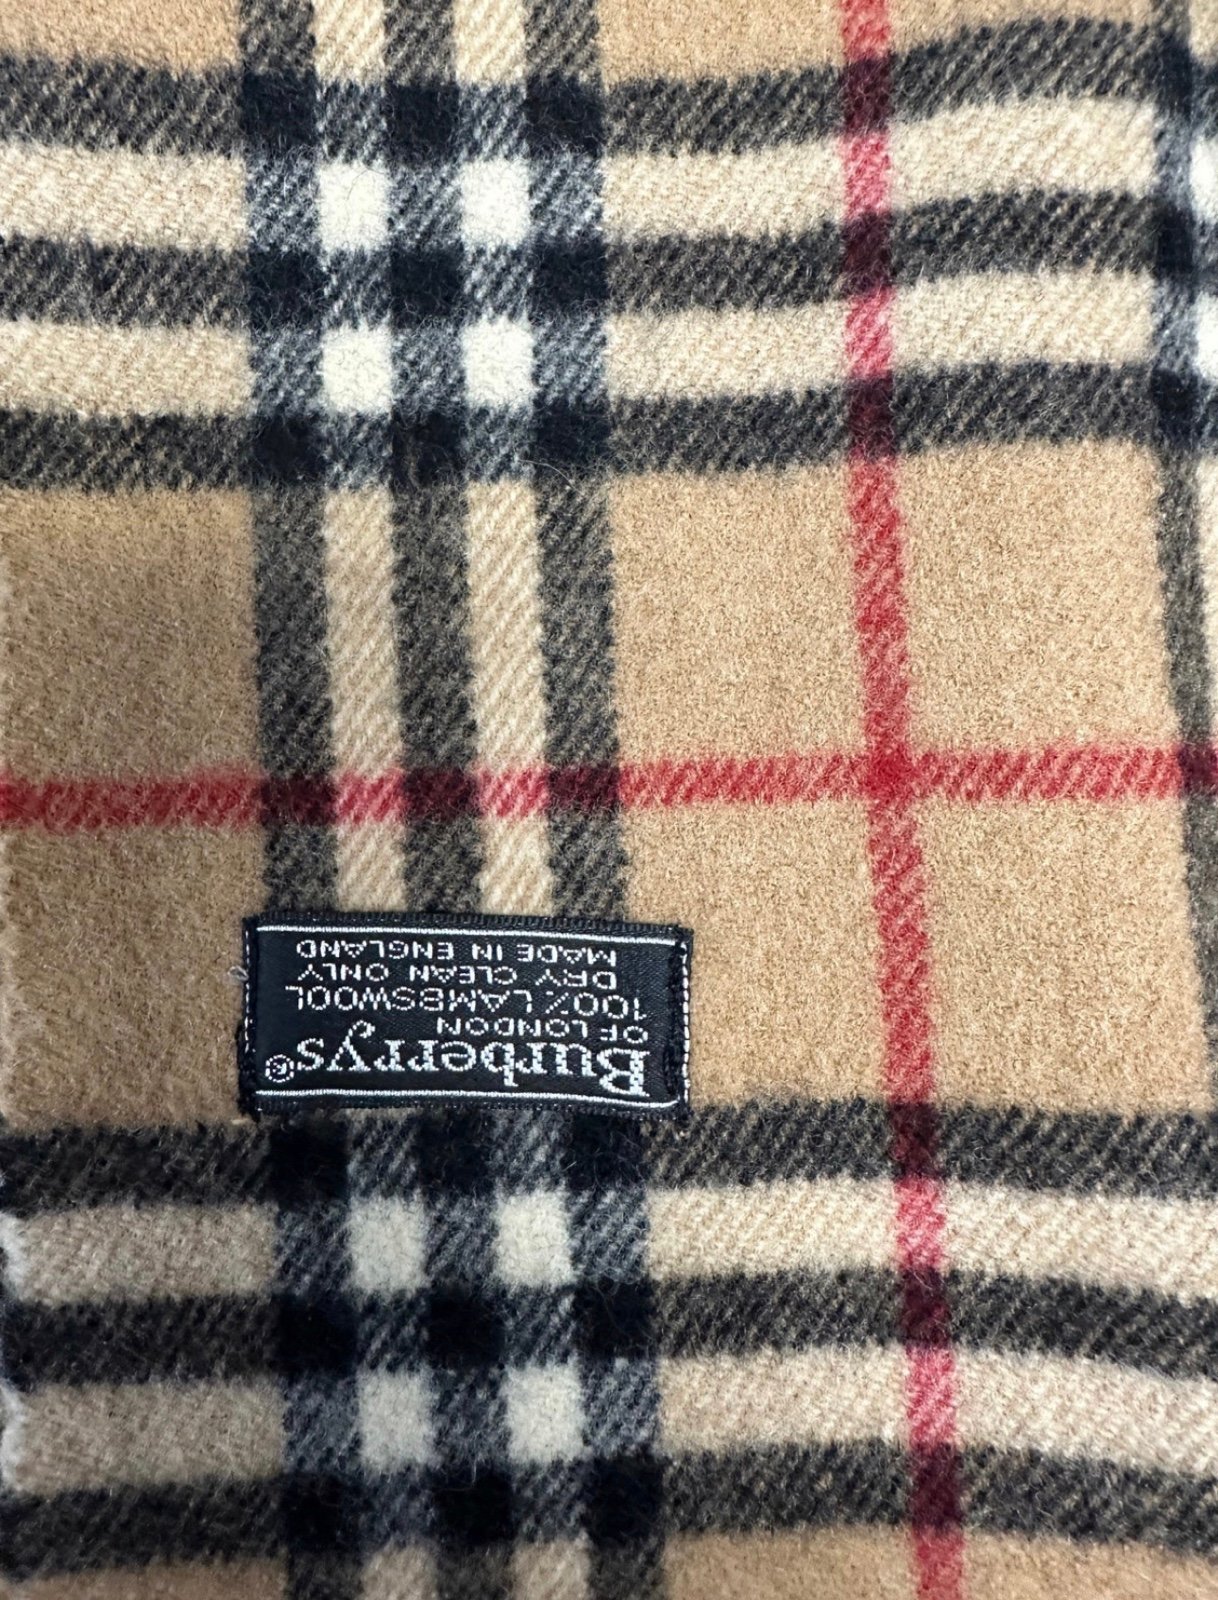 Burberrys®
OF LONDON
100% LAMBSWOOL
DRY CLEAN ONLY
MADE IN ENGLAND